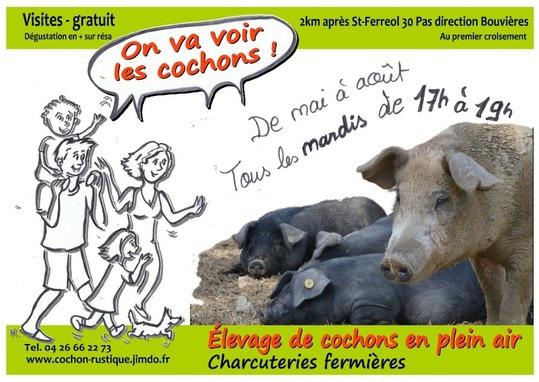 Visites - gratuit
Dégustation en + sur résa
2km après St-Ferreol 30 Pas direction Bouvières
Au premier croisement
On va voir
les cochons !
De mai à août
Tous les mardis de 17h à 19h
Élevage de cochons en plein air
Charcuteries fermières
Tel. 04 26 66 22 73
www.cochon-rustique.jimdo.fr